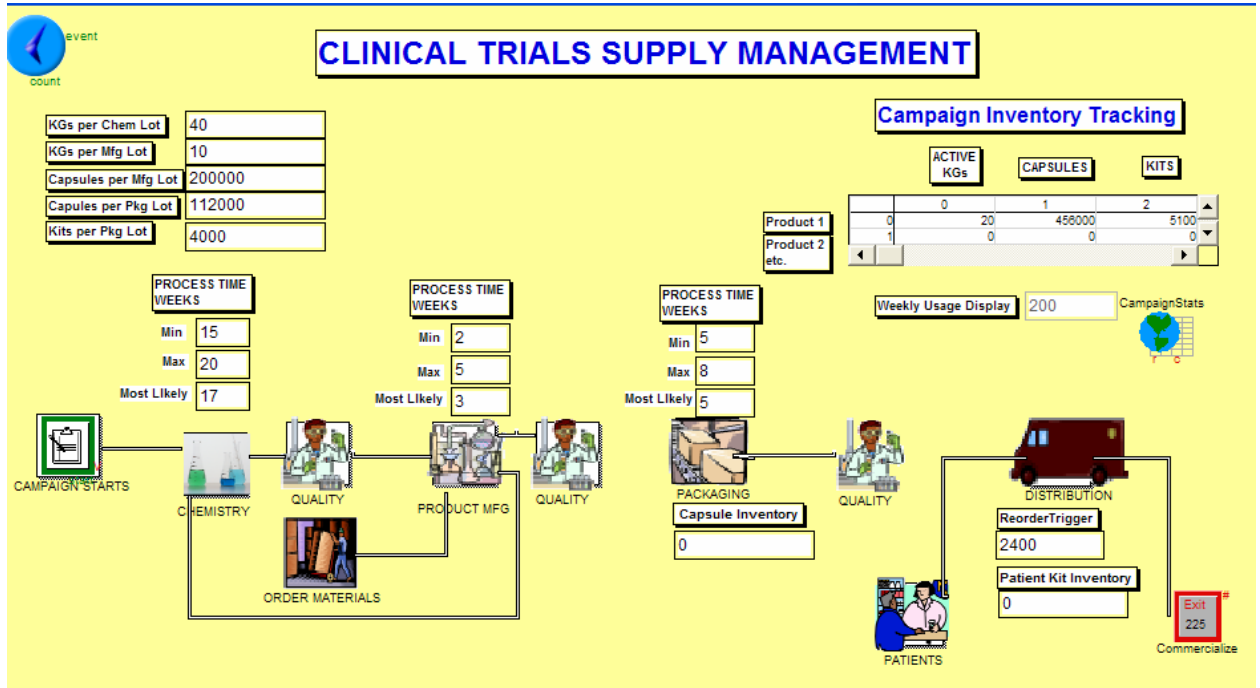 event
count
CLINICAL TRIALS SUPPLY MANAGEMENT
KGs per Chem Lot 40
KGs per Mfg Lot 10
Capsules per Mfg Lot 200000
Capules per Pkg Lot 112000
Kits per Pkg Lot 4000
Campaign Inventory Tracking
ACTIVE
KGs
CAPSULES
KITS
0 1 2
Product 1 0 20 456000 5100
Product 2 1 0 0 0
etc.
Weekly Usage Display 200
CampaignStats
r c
PROCESS TIME
WEEKS
Min 15
Max 20
Most LIkely 17
PROCESS TIME
WEEKS
Min 2
Max 5
Most LIkely 3
PROCESS TIME
WEEKS
Min 5
Max 8
Most LIkely 5
CAMPAIGN STARTS
CHEMISTRY
QUALITY
PRODUCT MFG
QUALITY
ORDER MATERIALS
PACKAGING
Capsule Inventory
0
QUALITY
DISTRIBUTION
ReorderTrigger
2400
Patient Kit Inventory
0
PATIENTS
Exit
225
#
Commercialize